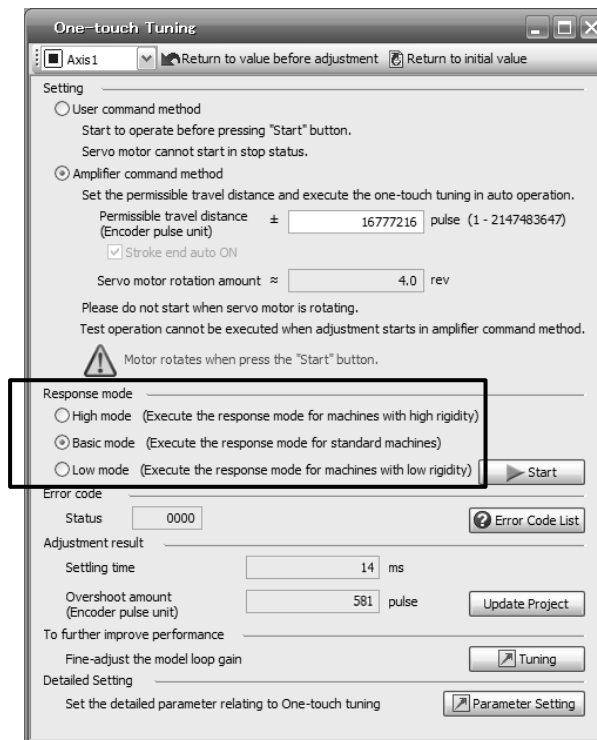 One-touch Tuning
Axis1 Return to value before adjustment Return to initial value
Setting
User command method
Start to operate before pressing "Start" button.
Servo motor cannot start in stop status.
Amplifier command method
Set the permissible travel distance and execute the one-touch tuning in auto operation.
Permissible travel distance
(Encoder pulse unit) ± 16777216 pulse (1 - 2147483647)
Stroke end auto ON
Servo motor rotation amount ≈ 4.0 rev
Please do not start when servo motor is rotating.
Test operation cannot be executed when adjustment starts in amplifier command method.
Motor rotates when press the "Start" button.
Response mode
High mode (Execute the response mode for machines with high rigidity)
Basic mode (Execute the response mode for standard machines)
Low mode (Execute the response mode for machines with low rigidity) Start
Error code
Status 0000 Error Code List
Adjustment result
Settling time 14 ms
Overshoot amount
(Encoder pulse unit) 581 pulse Update Project
To further improve performance
Fine-adjust the model loop gain Tuning
Detailed Setting
Set the detailed parameter relating to One-touch tuning Parameter Setting